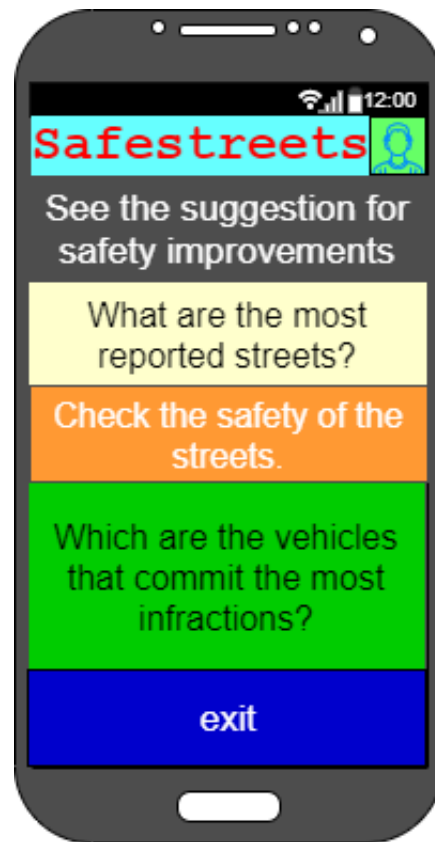 12:00
Safestreets
See the suggestion for
safety improvements
What are the most
reported streets?
Check the safety of the
streets.
Which are the vehicles
that commit the most
infractions?
exit